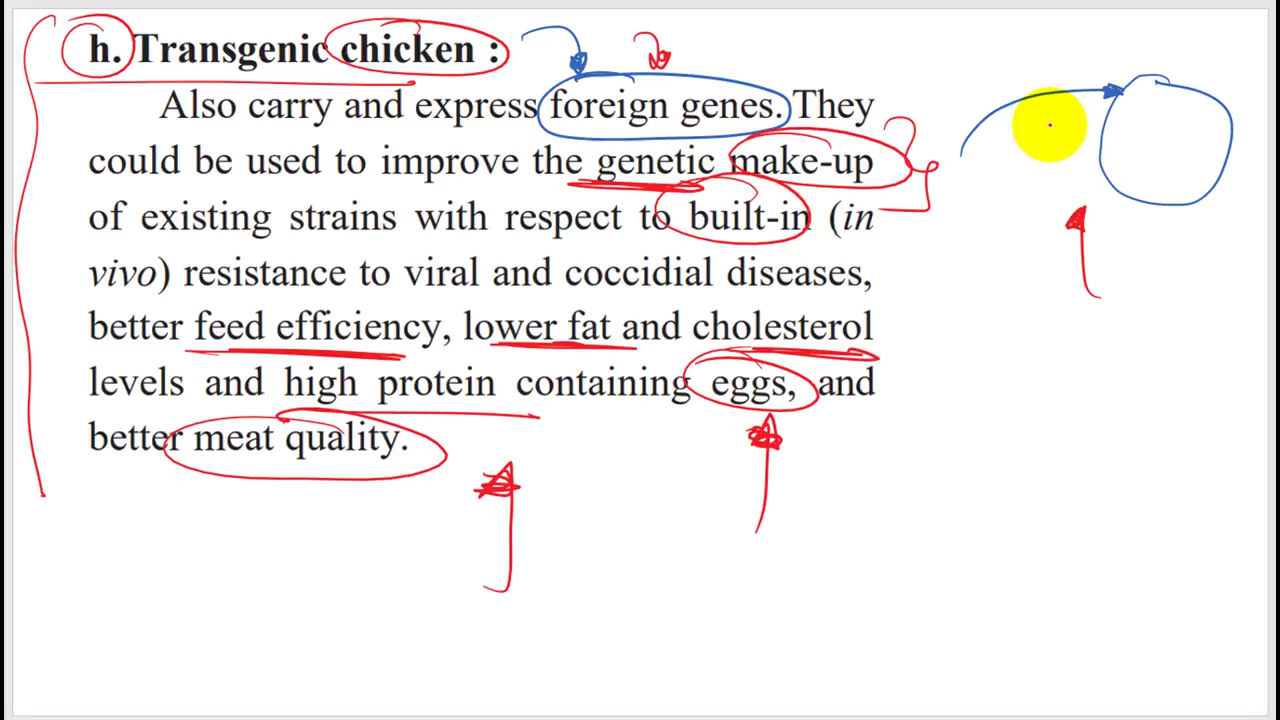 h. Transgenic chicken :
Also carry and express foreign genes. They
could be used to improve the genetic make-up
of existing strains with respect to built-in (in
vivo) resistance to viral and coccidial diseases,
better feed efficiency, lower fat and cholesterol
levels and high protein containing eggs, and
better meat quality.